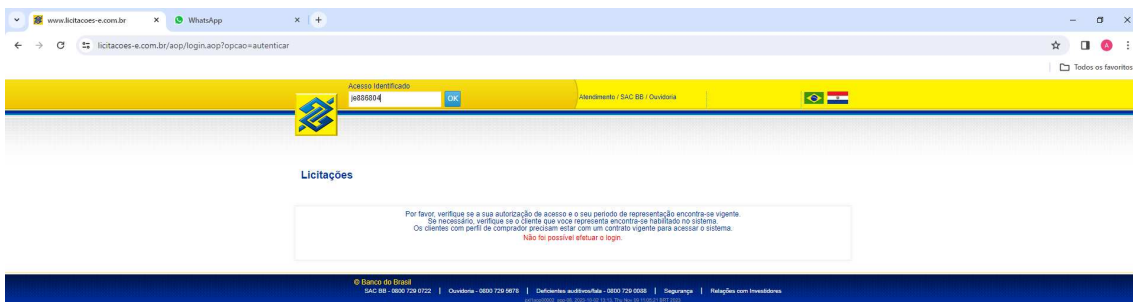 www.licitacoes-e.com.br
WhatsApp
licitacoes-e.com.br/aop/login.aop?opcao=autenticar
A
Todos os favoritos
Acesso Identificado
je886804
OK
Atendimento / SAC BB / Ouvidoria
Licitações
Por favor, verifique se a sua autorização de acesso e o seu periodo de representação encontra-se vigente.
Se necessário, verifique se o cliente que voce representa encontra-se habilitado no sistema.
Os clientes com perfil de comprador precisam estar com um contrato vigente para acessar o sistema.
Não foi possível efetuar o login.
© Banco do Brasil
SAC BB - 0800 729 0722 | Ouvidoria - 0800 729 5678 | Deficientes auditivos/fala - 0800 729 0088 | Segurança | Relações com Investidores